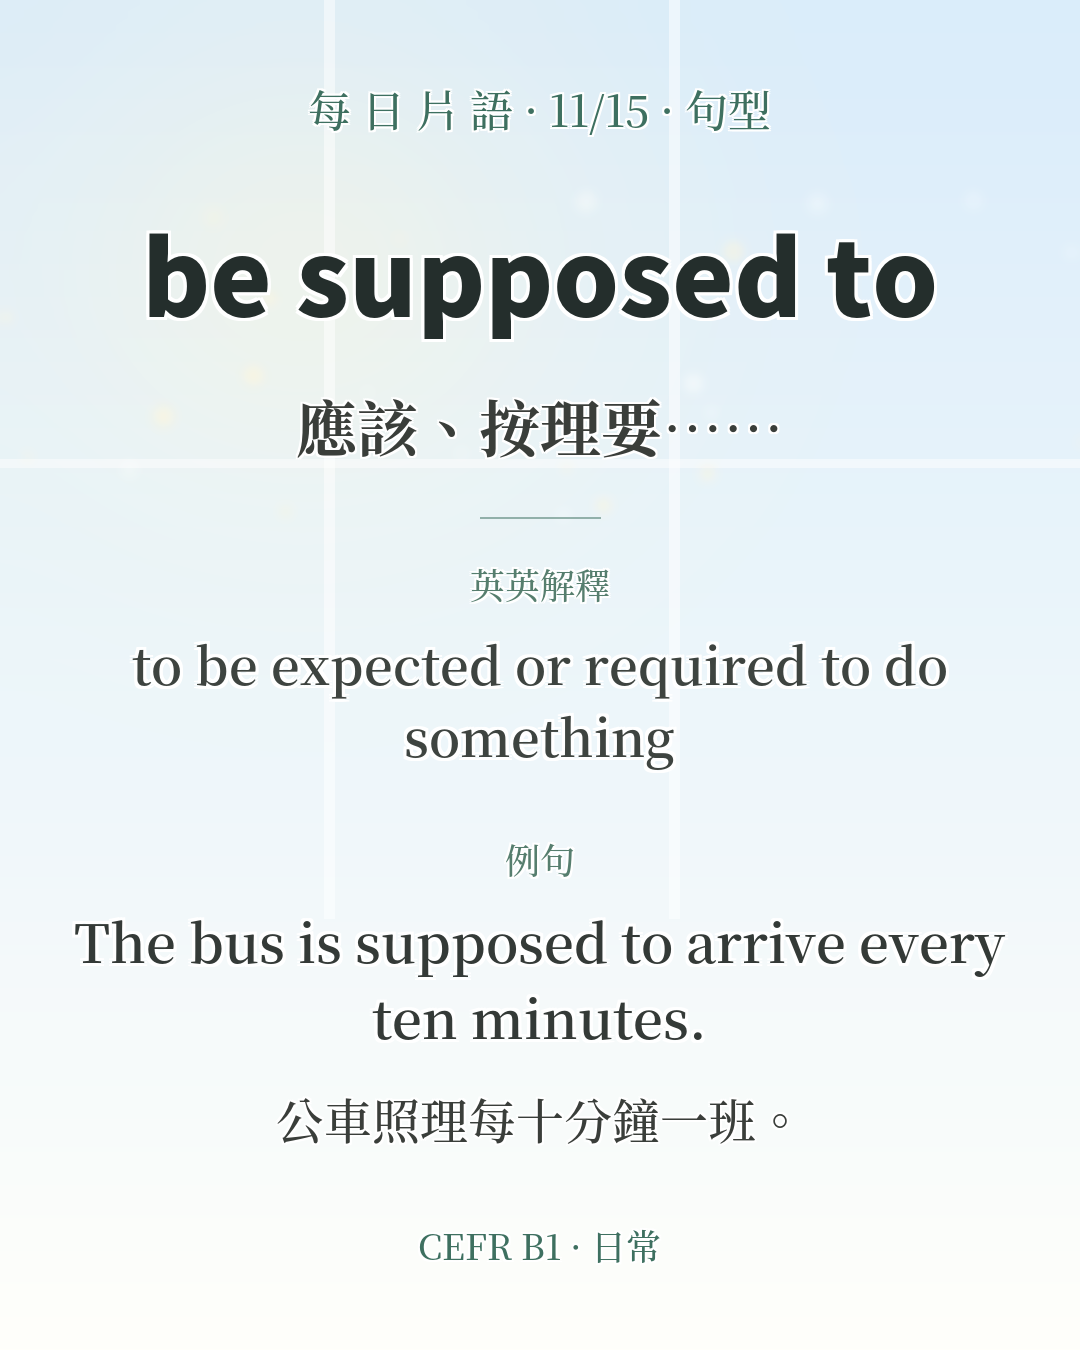 每日片語 · 11/15 · 句型
be supposed to
應該、按理要⋯⋯
英英解釋
to be expected or required to do
something
例句
The bus is supposed to arrive every
ten minutes.
公車照理每十分鐘一班。
CEFR B1 · 日常